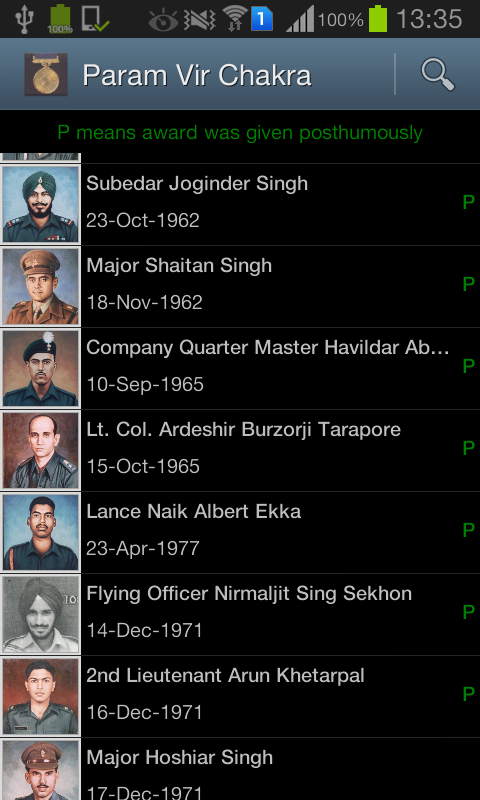 100%
1
100%
13:35
Param Vir Chakra
P means award was given posthumously
Subedar Joginder Singh
23-Oct-1962
P
Major Shaitan Singh
18-Nov-1962
P
Company Quarter Master Havildar Ab...
10-Sep-1965
P
Lt. Col. Ardeshir Burzorji Tarapore
15-Oct-1965
P
Lance Naik Albert Ekka
23-Apr-1977
P
Flying Officer Nirmaljit Sing Sekhon
14-Dec-1971
P
2nd Lieutenant Arun Khetarpal
16-Dec-1971
P
Major Hoshiar Singh
17-Dec-1971